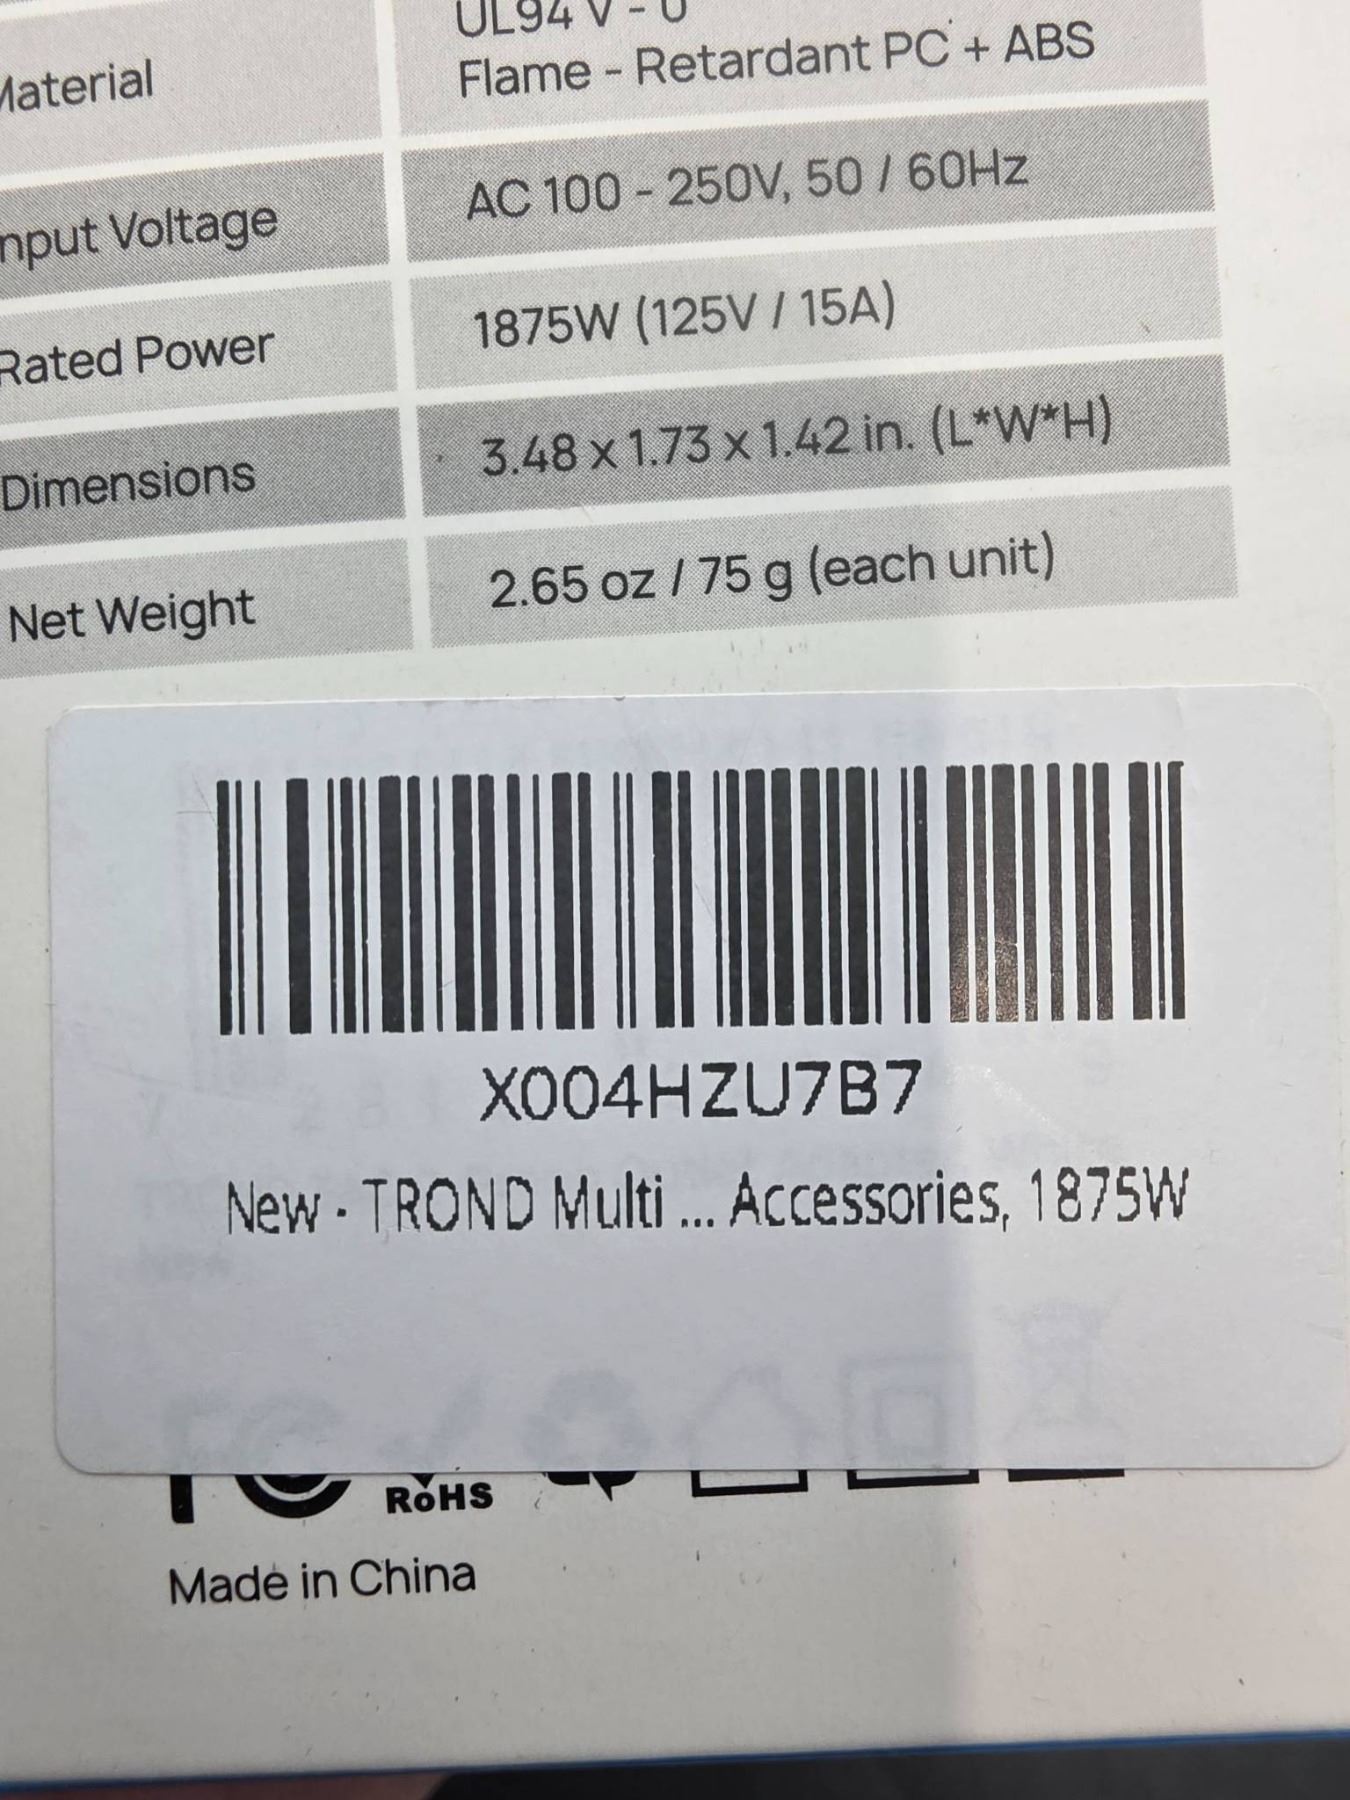 UL94 V - 0
Material Flame - Retardant PC + ABS
Input Voltage AC 100 - 250V, 50 / 60Hz
Rated Power 1875W (125V / 15A)
Dimensions 3.48 x 1.73 x 1.42 in. (L*W*H)
Net Weight 2.65 oz / 75 g (each unit)
X004HZU7B7
New - TROND Multi ... Accessories, 1875W
RoHS
Made in China